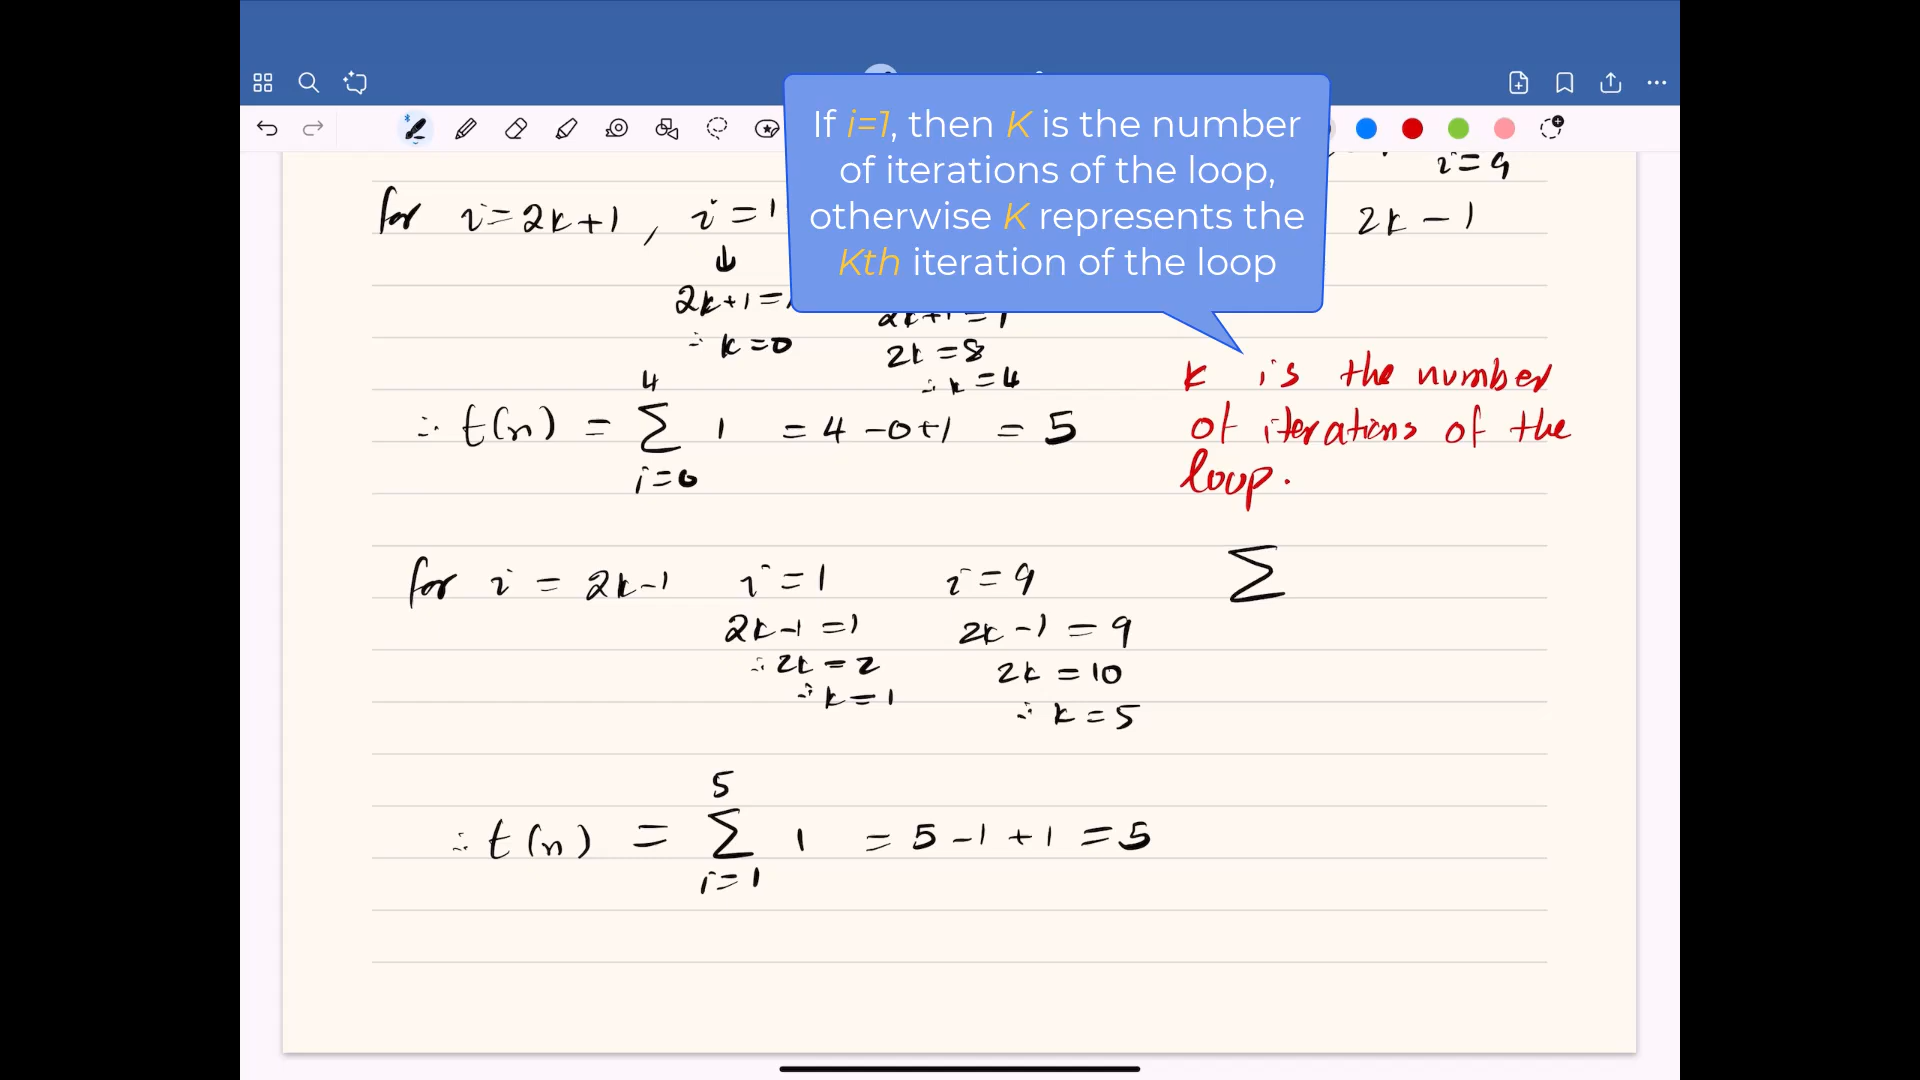 If i=1, then K is the number
of iterations of the loop,
otherwise K represents the
Kth iteration of the loop
i=9
for i=2k+1, i=1
2k-1
↓
2k+1=
∴ k=0
2k=8
∴ k=4
k is the number
of iterations of the
loop.
∴ t(n) = 4 ∑ i=0 1 = 4-0+1 = 5
for i = 2k-1 i=1 i=9 ∑
2k-1=1 2k-1=9
∴ 2k=2 2k=10
∴ k=1 ∴ k=5
∴ t(n) = 5 ∑ i=1 1 = 5-1+1 = 5